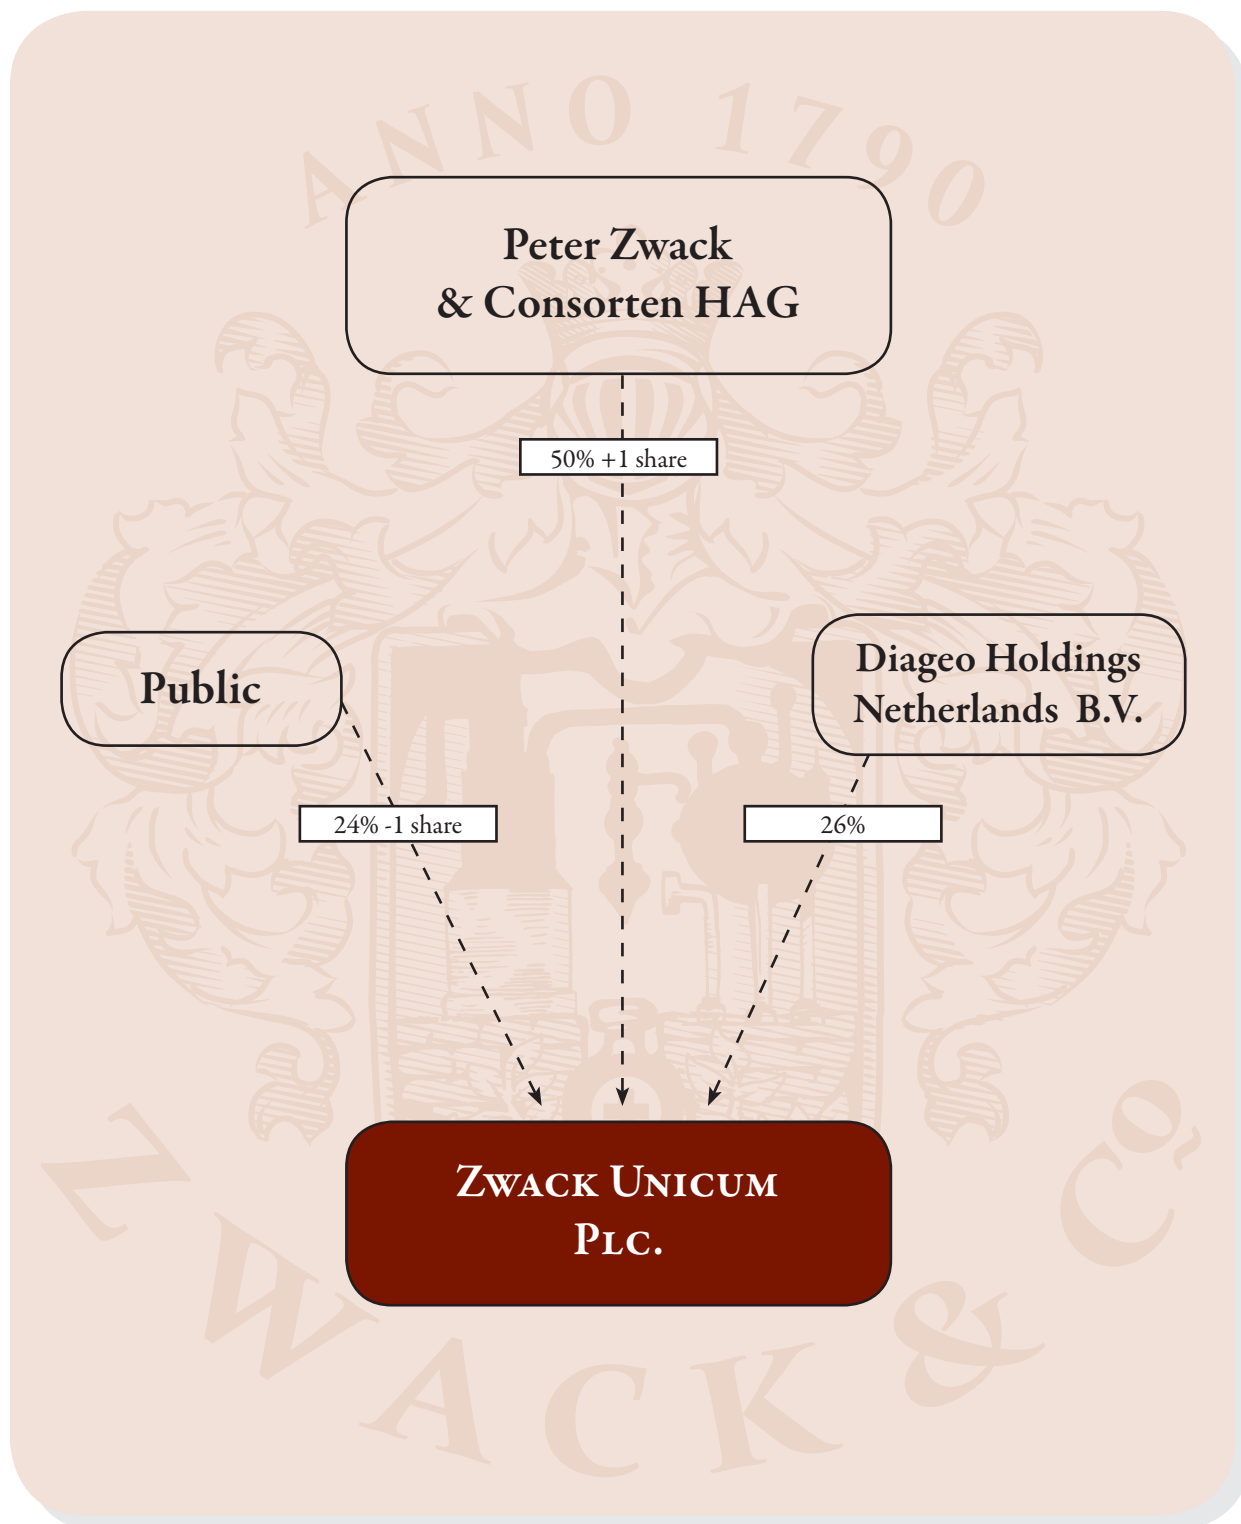 ANNO 1790
Peter Zwack
& Consorten HAG
50% +1 share
Public
Diageo Holdings
Netherlands B.V.
24% -1 share
26%
Zwack Unicum
Plc.
ZWACK & Co